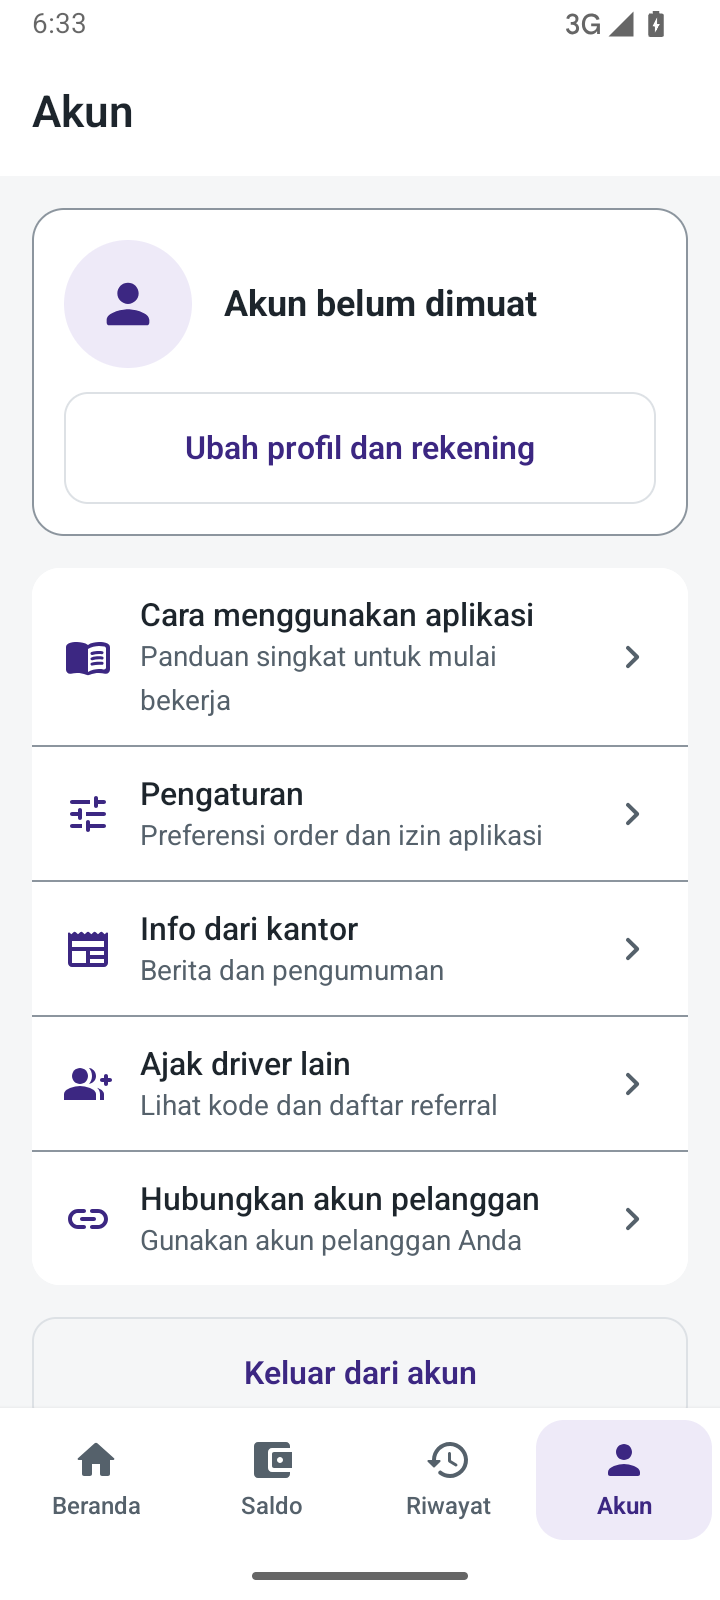 6:33
3G
Akun
Akun belum dimuat
Ubah profil dan rekening
Cara menggunakan aplikasi
Panduan singkat untuk mulai
bekerja
Pengaturan
Preferensi order dan izin aplikasi
Info dari kantor
Berita dan pengumuman
Ajak driver lain
Lihat kode dan daftar referral
Hubungkan akun pelanggan
Gunakan akun pelanggan Anda
Keluar dari akun
Beranda
Saldo
Riwayat
Akun